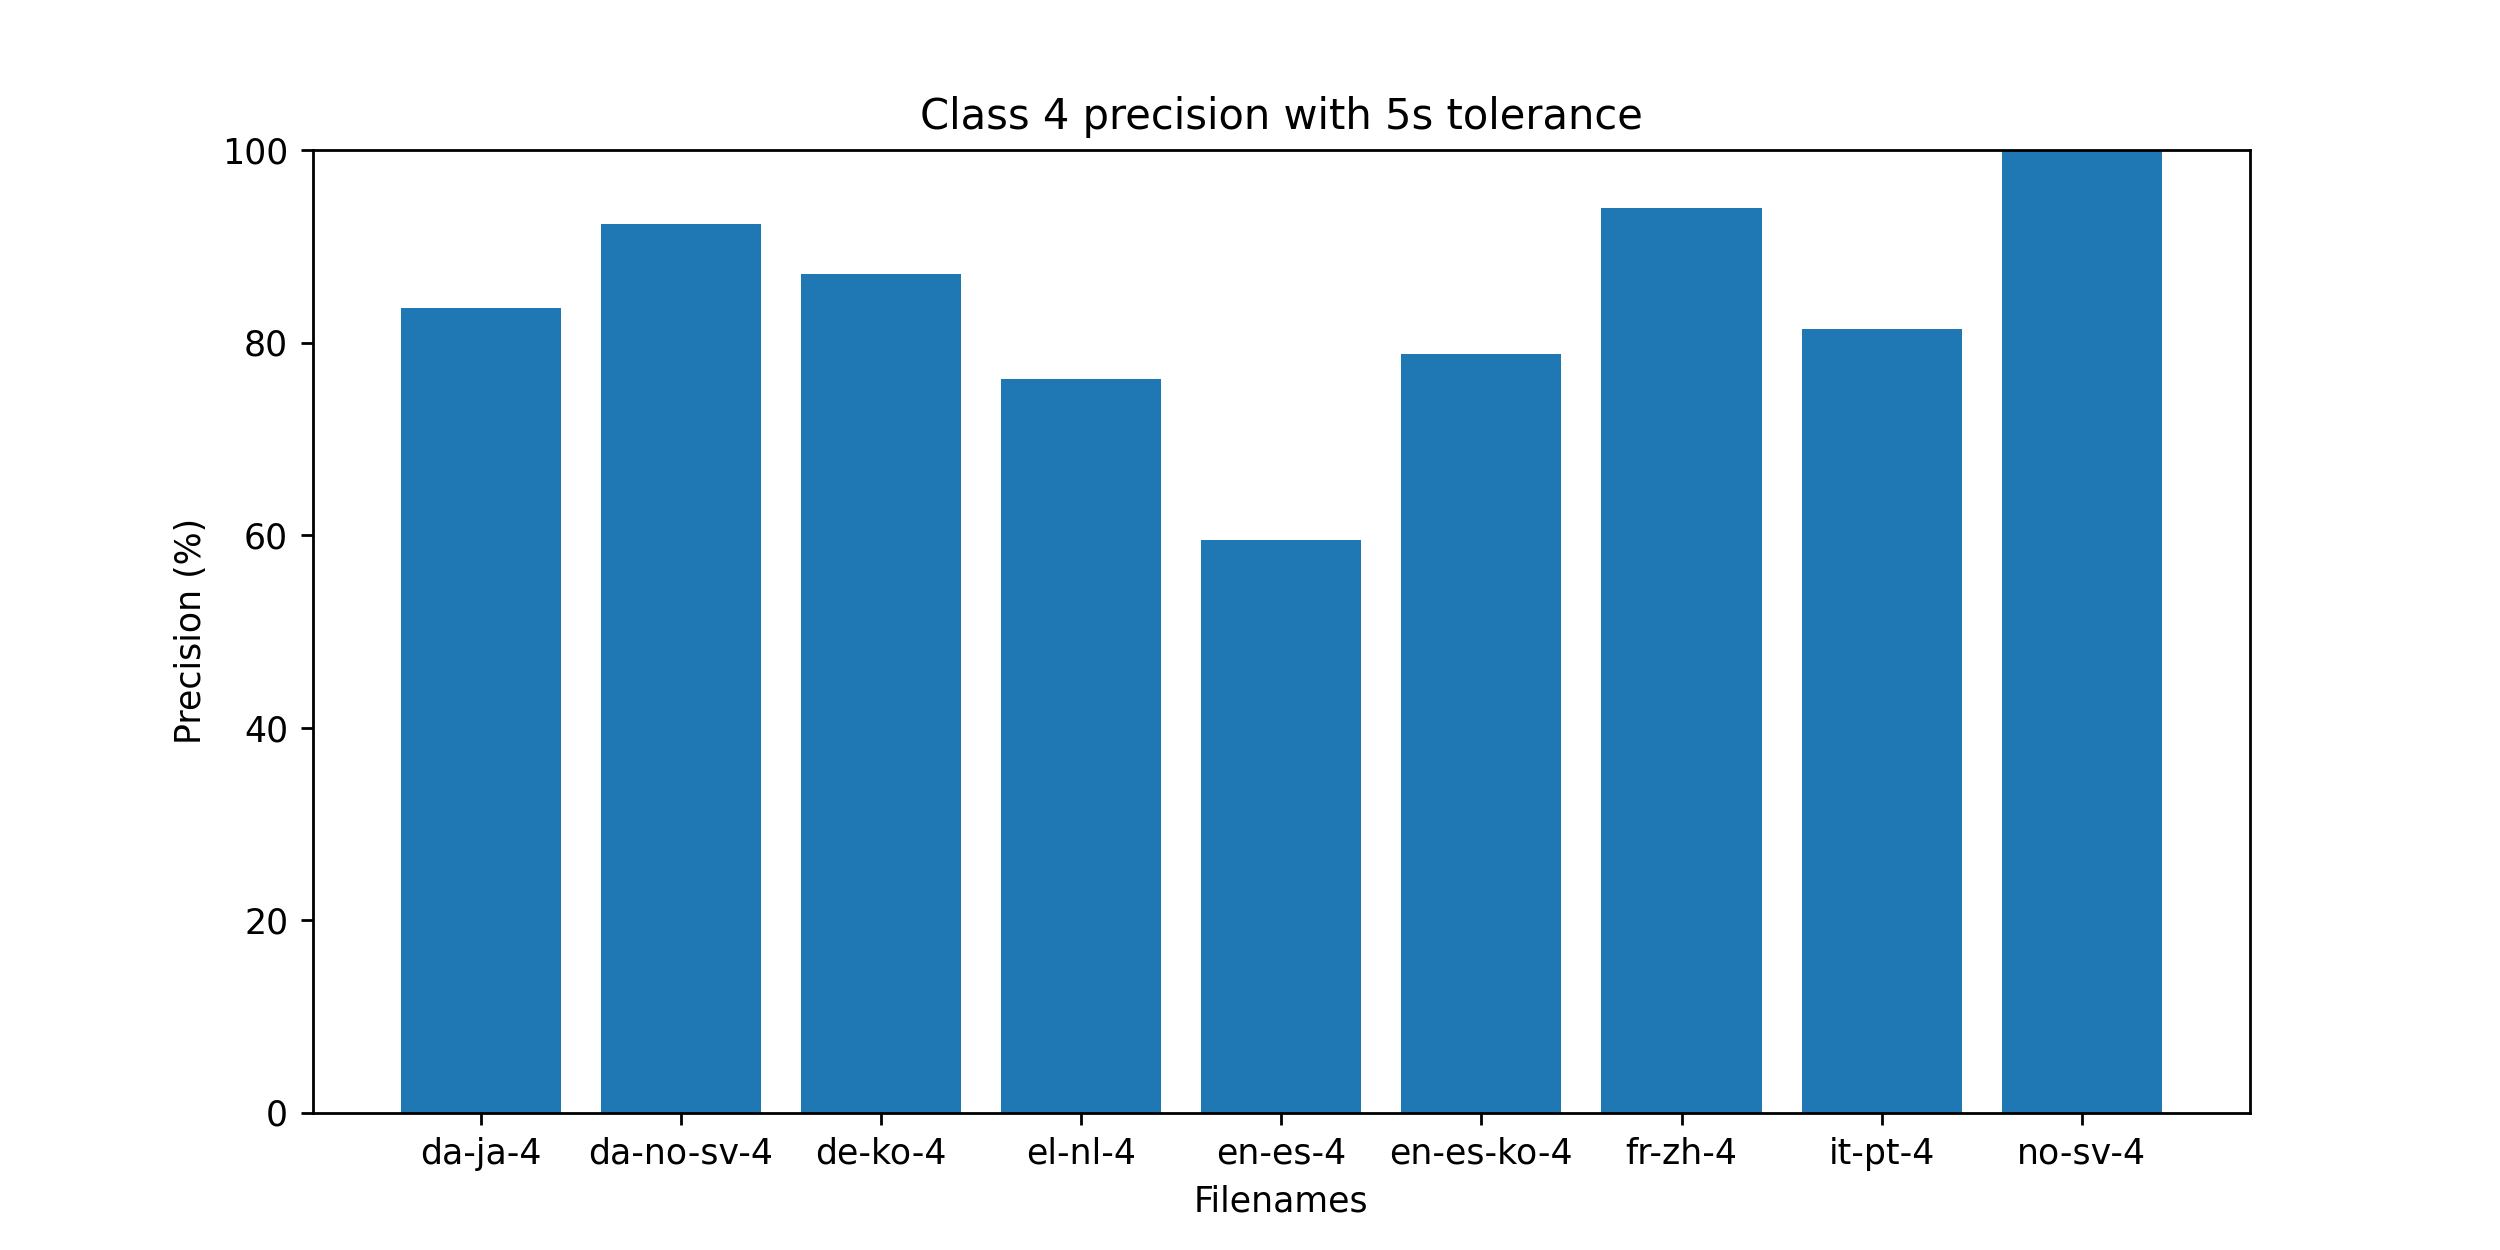 Class 4 precision with 5s tolerance
100
80
60
40
20
0
Precision (%)
da-ja-4 da-no-sv-4 de-ko-4 el-nl-4 en-es-4 en-es-ko-4 fr-zh-4 it-pt-4 no-sv-4
Filenames